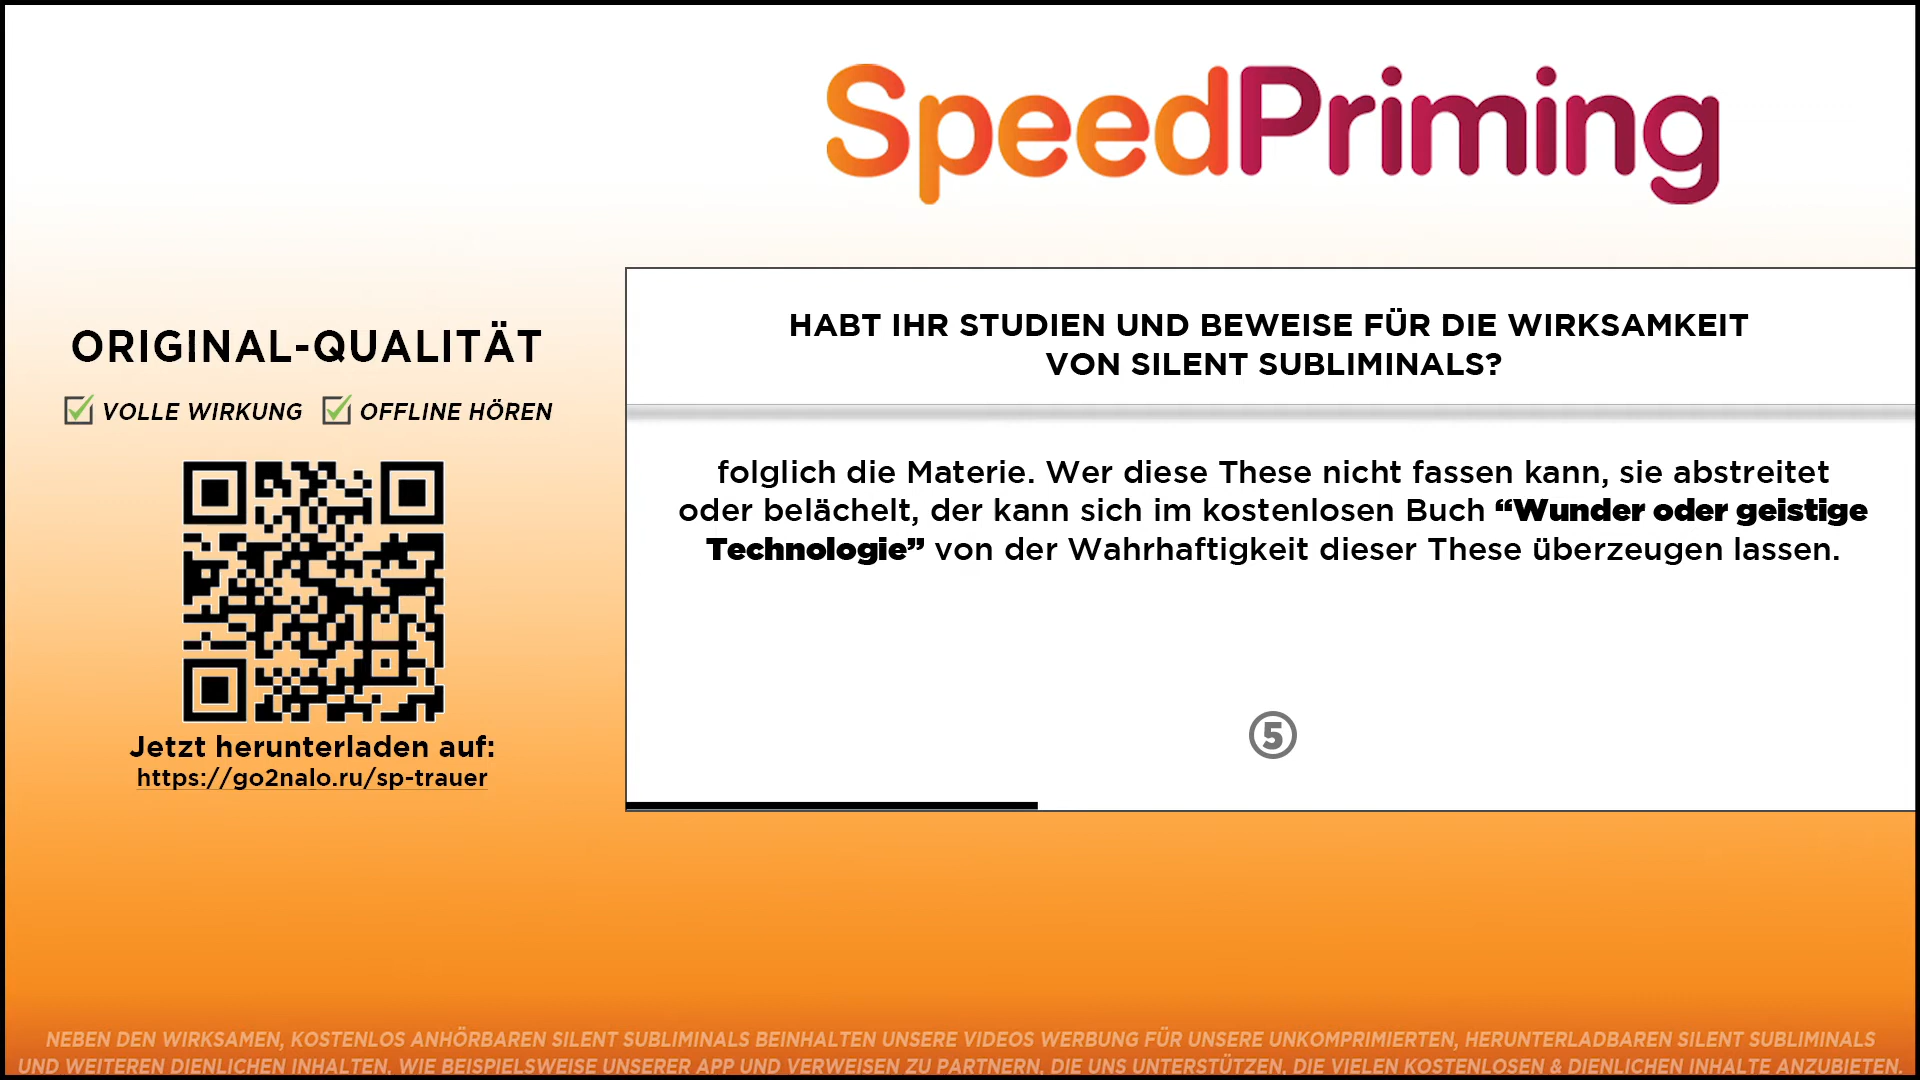 SpeedPriming
ORIGINAL-QUALITÄT
VOLLE WIRKUNG OFFLINE HÖREN
Jetzt herunterladen auf:
https://go2nalo.ru/sp-trauer
HABT IHR STUDIEN UND BEWEISE FÜR DIE WIRKSAMKEIT
VON SILENT SUBLIMINALS?
folglich die Materie. Wer diese These nicht fassen kann, sie abstreitet
oder belächelt, der kann sich im kostenlosen Buch “Wunder oder geistige
Technologie” von der Wahrhaftigkeit dieser These überzeugen lassen.
5
NEBEN DEN WIRKSAMEN, KOSTENLOS ANHÖRBAREN SILENT SUBLIMINALS BEINHALTEN UNSERE VIDEOS WERBUNG FÜR UNSERE UNKOMPRIMIERTEN, HERUNTERLADBAREN SILENT SUBLIMINALS
UND WEITEREN DIENLICHEN INHALTEN, WIE BEISPIELSWEISE UNSERER APP UND VERWEISEN ZU PARTNERN, DIE UNS UNTERSTÜTZEN, DIE VIELEN KOSTENLOSEN & DIENLICHEN INHALTE ANZUBIETEN.